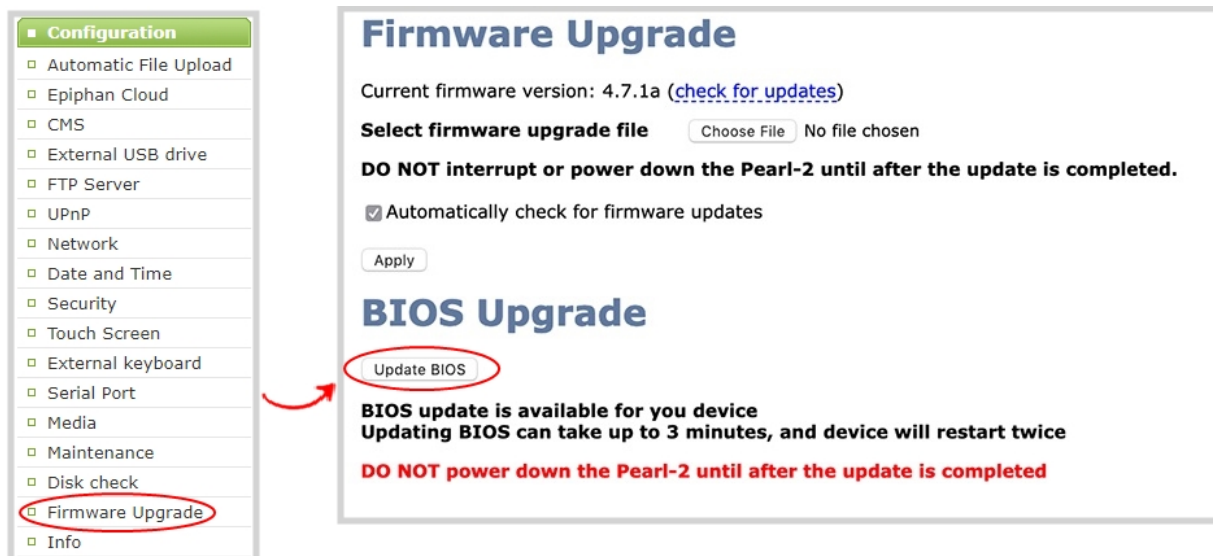 Configuration
Automatic File Upload
Epiphan Cloud
CMS
External USB drive
FTP Server
UPnP
Network
Date and Time
Security
Touch Screen
External keyboard
Serial Port
Media
Maintenance
Disk check
Firmware Upgrade
Info
Firmware Upgrade
Current firmware version: 4.7.1a (check for updates)
Select firmware upgrade file Choose File No file chosen
DO NOT interrupt or power down the Pearl-2 until after the update is completed.
Automatically check for firmware updates
Apply
BIOS Upgrade
Update BIOS
BIOS update is available for you device
Updating BIOS can take up to 3 minutes, and device will restart twice
DO NOT power down the Pearl-2 until after the update is completed